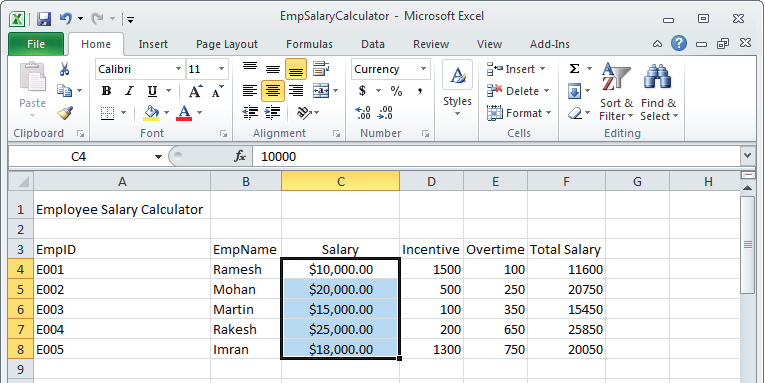 EmpSalaryCalculator - Microsoft Excel
File Home Insert Page Layout Formulas Data Review View Add-Ins
Calibri 11 Currency Insert Σ
Paste B I U A A $ % , Styles Delete Sort & Filter Find & Select
A .00 .0 Format
Clipboard Font Alignment Number Cells Editing
C4 fx 10000
A B C D E F G H
1 Employee Salary Calculator
2
3 EmpID EmpName Salary Incentive Overtime Total Salary
4 E001 Ramesh $10,000.00 1500 100 11600
5 E002 Mohan $20,000.00 500 250 20750
6 E003 Martin $15,000.00 100 350 15450
7 E004 Rakesh $25,000.00 200 650 25850
8 E005 Imran $18,000.00 1300 750 20050
9